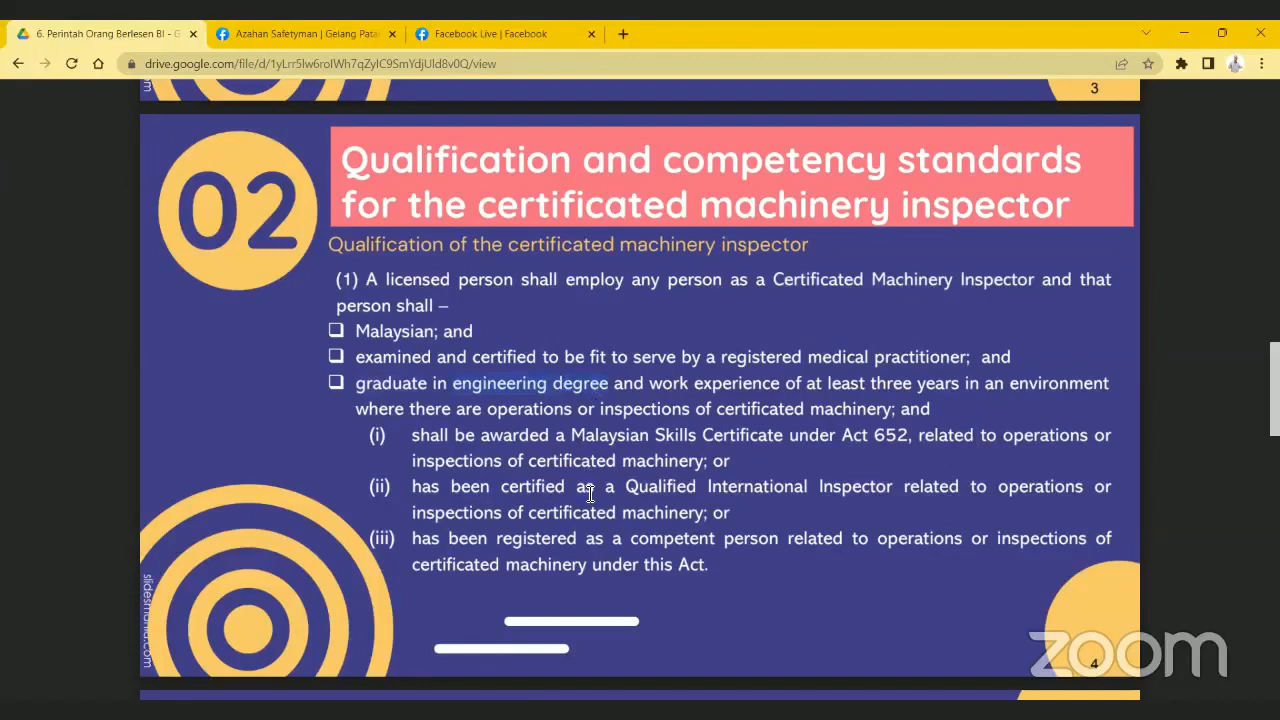 6. Perintah Orang Berlesen BI - G
Azahan Safetyman | Gelang Pata
Facebook Live | Facebook
drive.google.com/file/d/1yLrr5lw6roIWh7qZyIC9SmYdjUld8v0Q/view
3
02
Qualification and competency standards
for the certificated machinery inspector
Qualification of the certificated machinery inspector
(1) A licensed person shall employ any person as a Certificated Machinery Inspector and that
person shall –
❑ Malaysian; and
❑ examined and certified to be fit to serve by a registered medical practitioner; and
❑ graduate in engineering degree and work experience of at least three years in an environment
where there are operations or inspections of certificated machinery; and
(i) shall be awarded a Malaysian Skills Certificate under Act 652, related to operations or
inspections of certificated machinery; or
(ii) has been certified as a Qualified International Inspector related to operations or
inspections of certificated machinery; or
(iii) has been registered as a competent person related to operations or inspections of
certificated machinery under this Act.
slidesmania.com
zoom
4